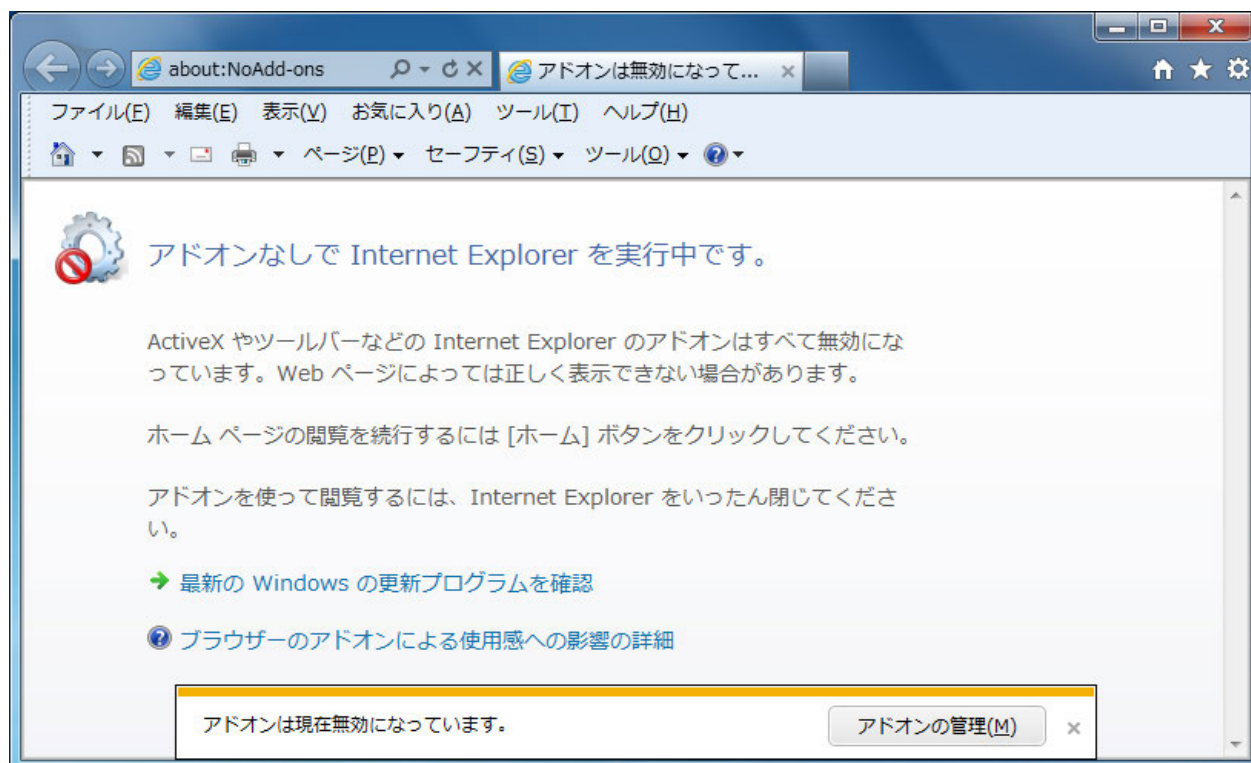 about:NoAdd-ons
アドオンは無効になって...
ファイル(F) 編集(E) 表示(V) お気に入り(A) ツール(T) ヘルプ(H)
ページ(P) セーフティ(S) ツール(O)
アドオンなしで Internet Explorer を実行中です。
ActiveX やツールバーなどの Internet Explorer のアドオンはすべて無効にな
っています。Web ページによっては正しく表示できない場合があります。
ホーム ページの閲覧を続行するには [ホーム] ボタンをクリックしてください。
アドオンを使って閲覧するには、Internet Explorer をいったん閉じてくださ
い。
最新の Windows の更新プログラムを確認
ブラウザーのアドオンによる使用感への影響の詳細
アドオンは現在無効になっています。
アドオンの管理(M)